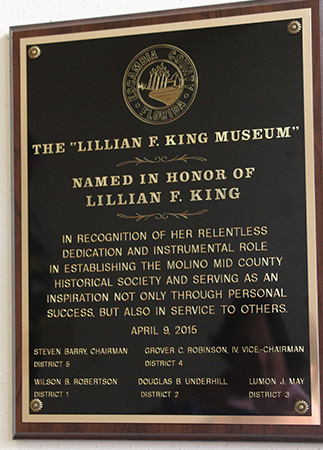 ESCAMBIA COUNTY
FLORIDA
THE "LILLIAN F. KING MUSEUM"
NAMED IN HONOR OF
LILLIAN F. KING
IN RECOGNITION OF HER RELENTLESS
DEDICATION AND INSTRUMENTAL ROLE
IN ESTABLISHING THE MOLINO MID COUNTY
HISTORICAL SOCIETY AND SERVING AS AN
INSPIRATION NOT ONLY THROUGH PERSONAL
SUCCESS, BUT ALSO IN SERVICE TO OTHERS.
APRIL 9, 2015
STEVEN BARRY, CHAIRMAN GROVER C. ROBINSON, IV, VICE-CHAIRMAN
DISTRICT 5 DISTRICT 4
WILSON B. ROBERTSON DOUGLAS B. UNDERHILL LUMON J. MAY
DISTRICT 1 DISTRICT 2 DISTRICT 3